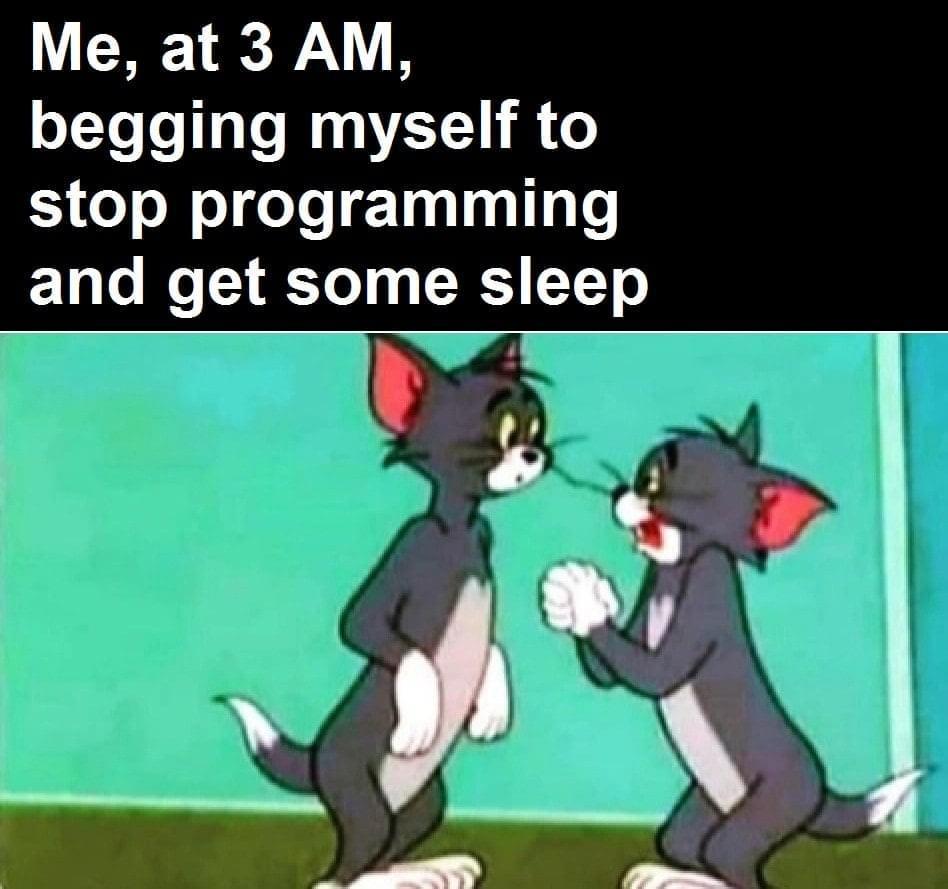 Me, at 3 AM,
begging myself to
stop programming
and get some sleep